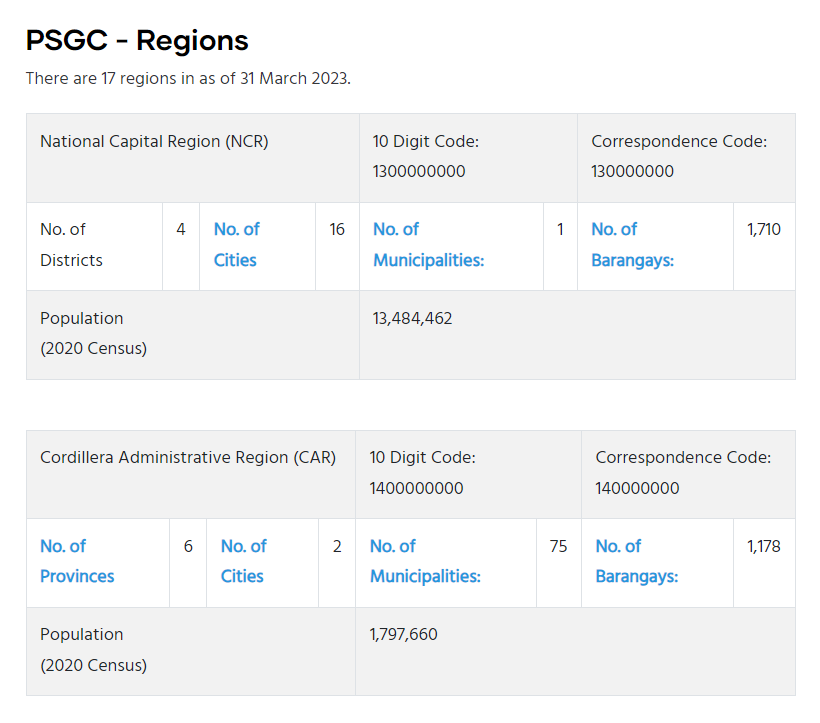 PSGC - Regions
There are 17 regions in as of 31 March 2023.
National Capital Region (NCR)
10 Digit Code:
1300000000
Correspondence Code:
130000000
No. of
Districts
4
No. of
Cities
16
No. of
Municipalities:
1
No. of
Barangays:
1,710
Population
(2020 Census)
13,484,462
Cordillera Administrative Region (CAR)
10 Digit Code:
1400000000
Correspondence Code:
140000000
No. of
Provinces
6
No. of
Cities
2
No. of
Municipalities:
75
No. of
Barangays:
1,178
Population
(2020 Census)
1,797,660